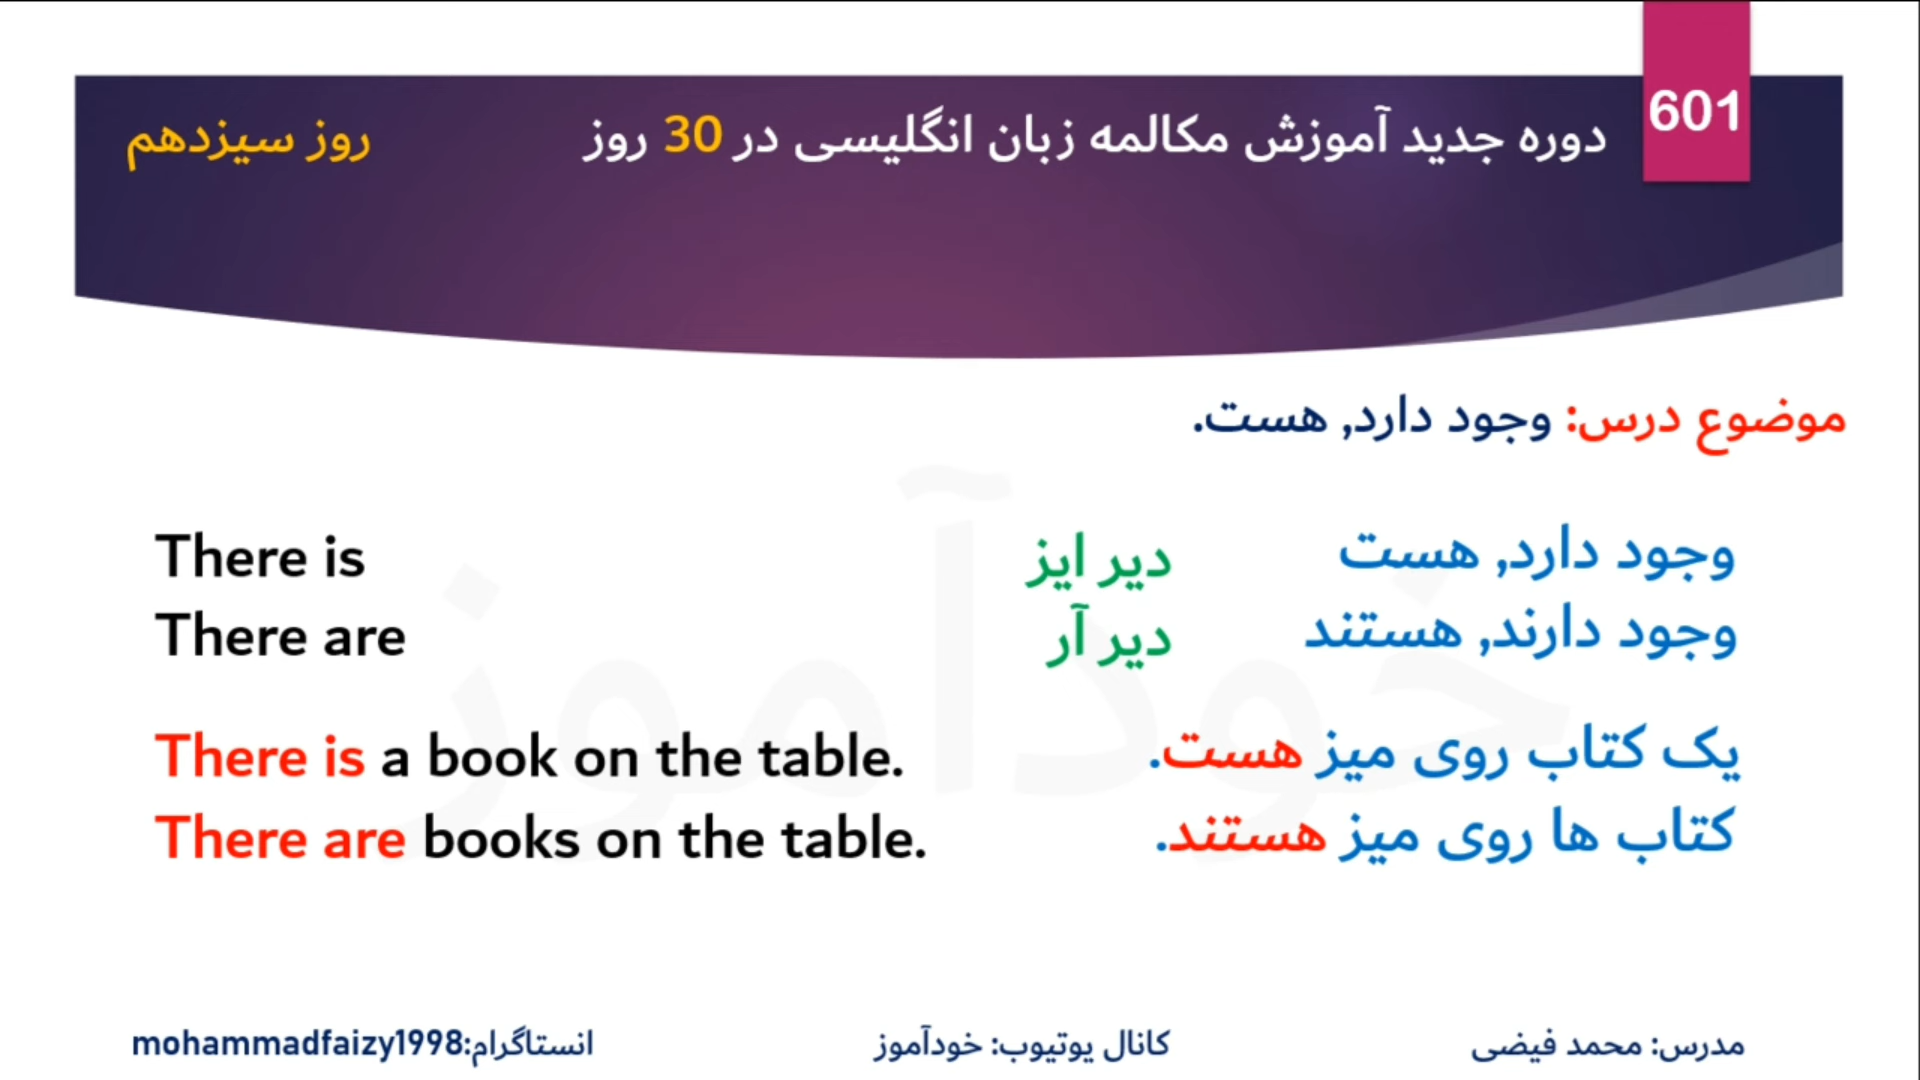 601
دوره جدید آموزش مکالمه زبان انگلیسی در 30 روز روز سیزدهم
موضوع درس: وجود دارد, هست.
There is دیر ایز وجود دارد, هست
There are دیر آر وجود دارند, هستند
There is a book on the table. یک کتاب روی میز هست.
There are books on the table. کتاب ها روی میز هستند.
خودآموز
مدرس: محمد فیضی کانال یوتیوب: خودآموز انستاگرام:mohammadfaizy1998